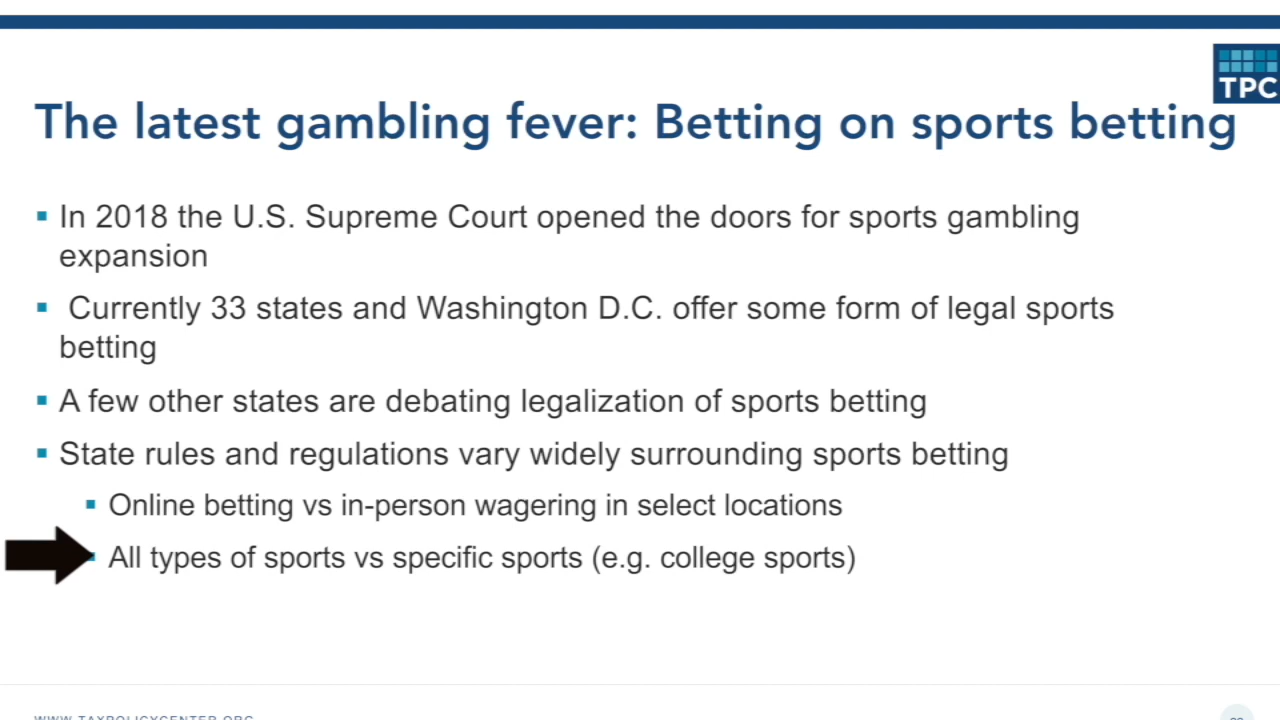 TPC
The latest gambling fever: Betting on sports betting
In 2018 the U.S. Supreme Court opened the doors for sports gambling
expansion
Currently 33 states and Washington D.C. offer some form of legal sports
betting
A few other states are debating legalization of sports betting
State rules and regulations vary widely surrounding sports betting
Online betting vs in-person wagering in select locations
All types of sports vs specific sports (e.g. college sports)
WWW.TAXPOLICYCENTER.ORG